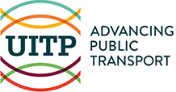 UITP
ADVANCING
PUBLIC
TRANSPORT